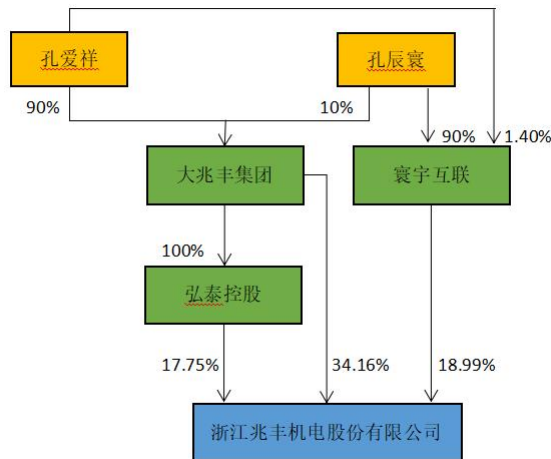 孔爱祥
孔辰寰
90%
10%
90%
1.40%
大兆丰集团
寰宇互联
100%
弘泰控股
17.75%
34.16%
18.99%
浙江兆丰机电股份有限公司